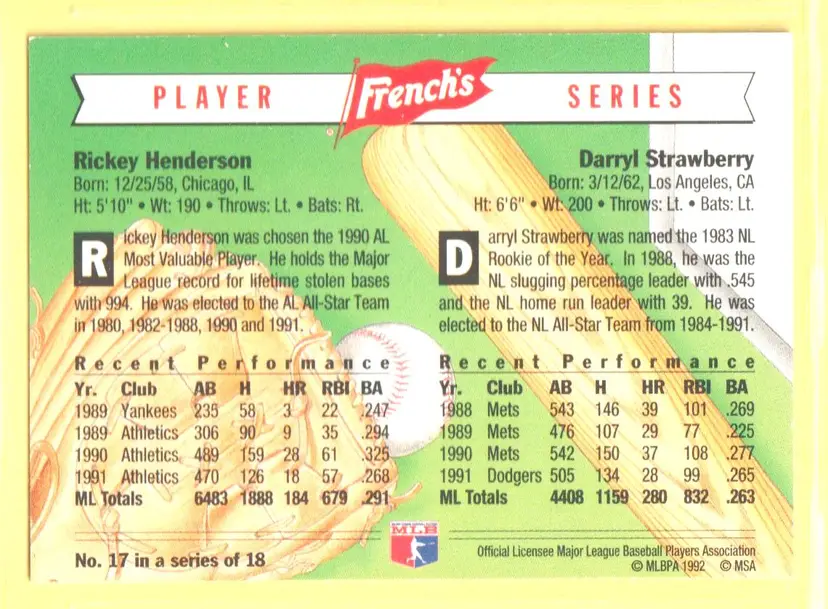 PLAYER French's SERIES
Rickey Henderson
Born: 12/25/58, Chicago, IL
Ht: 5'10" • Wt: 190 • Throws: Lt. • Bats: Rt.
Rickey Henderson was chosen the 1990 AL
Most Valuable Player. He holds the Major
League record for lifetime stolen bases
with 994. He was elected to the AL All-Star Team
in 1980, 1982-1988, 1990 and 1991.
Recent Performance
Yr. Club AB H HR RBI BA
1989 Yankees 235 58 3 22 .247
1989 Athletics 306 90 9 35 .294
1990 Athletics 489 159 28 61 .325
1991 Athletics 470 126 18 57 .268
ML Totals 6483 1888 184 679 .291
Darryl Strawberry
Born: 3/12/62, Los Angeles, CA
Ht: 6'6" • Wt: 200 • Throws: Lt. • Bats: Lt.
Darryl Strawberry was named the 1983 NL
Rookie of the Year. In 1988, he was the
NL slugging percentage leader with .545
and the NL home run leader with 39. He was
elected to the NL All-Star Team from 1984-1991.
Recent Performance
Yr. Club AB H HR RBI BA
1988 Mets 543 146 39 101 .269
1989 Mets 476 107 29 77 .225
1990 Mets 542 150 37 108 .277
1991 Dodgers 505 134 28 99 .265
ML Totals 4408 1159 280 832 .263
No. 17 in a series of 18
MLB
Official Licensee Major League Baseball Players Association
© MLBPA 1992 © MSA